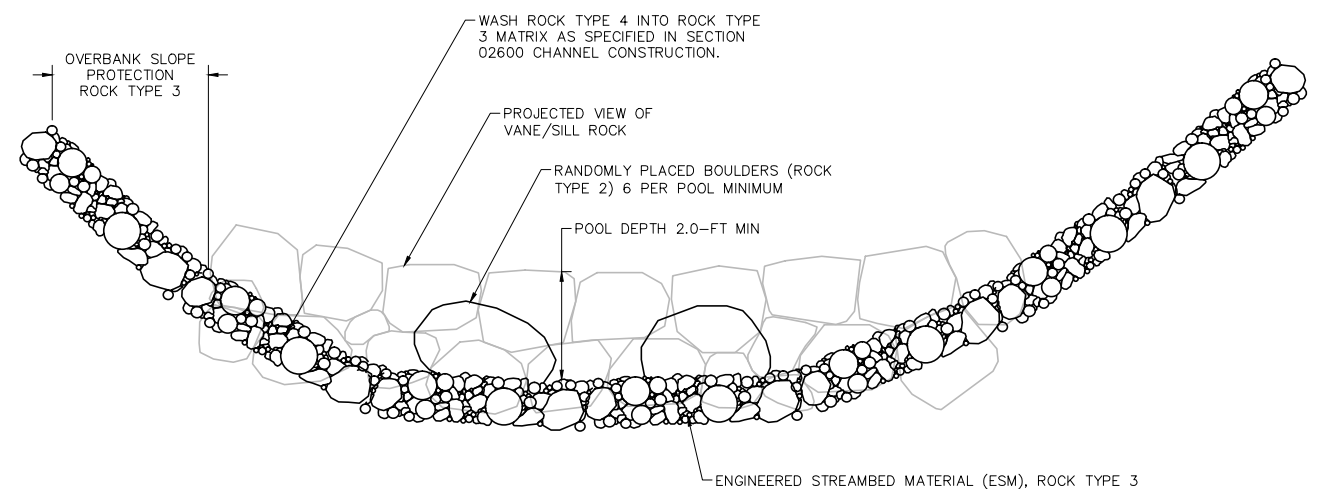 WASH ROCK TYPE 4 INTO ROCK TYPE
3 MATRIX AS SPECIFIED IN SECTION
02600 CHANNEL CONSTRUCTION.
OVERBANK SLOPE
PROTECTION
ROCK TYPE 3
PROJECTED VIEW OF
VANE/SILL ROCK
RANDOMLY PLACED BOULDERS (ROCK
TYPE 2) 6 PER POOL MINIMUM
POOL DEPTH 2.0-FT MIN
ENGINEERED STREAMBED MATERIAL (ESM), ROCK TYPE 3